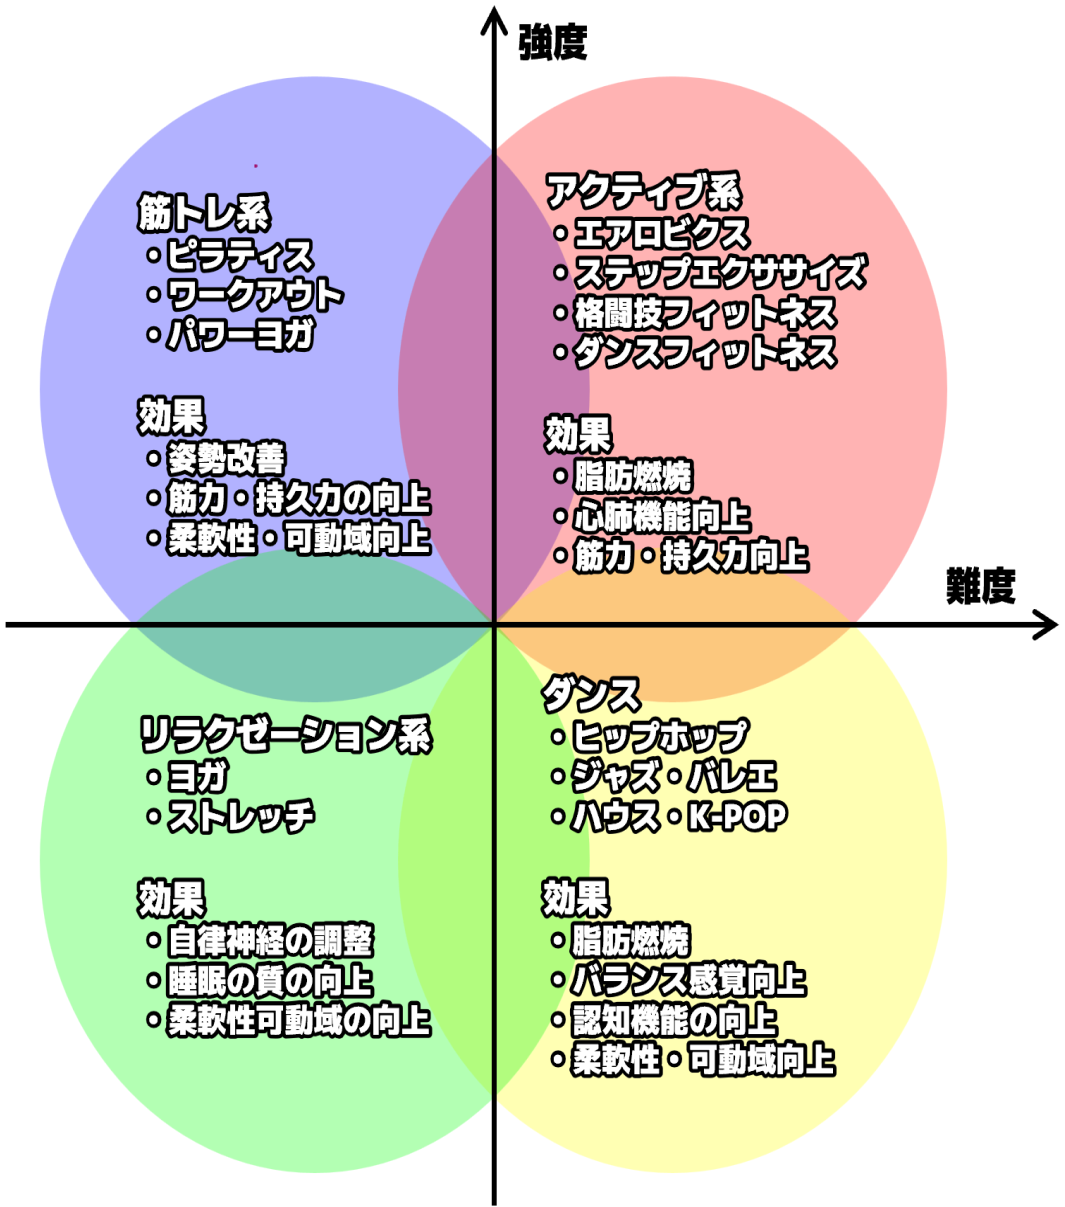 強度
筋トレ系
・ピラティス
・ワークアウト
・パワーヨガ
効果
・姿勢改善
・筋力・持久力の向上
・柔軟性・可動域向上
アクティブ系
・エアロビクス
・ステップエクササイズ
・格闘技フィットネス
・ダンスフィットネス
効果
・脂肪燃焼
・心肺機能向上
・筋力・持久力向上
難度
リラクゼーション系
・ヨガ
・ストレッチ
効果
・自律神経の調整
・睡眠の質の向上
・柔軟性可動域の向上
ダンス
・ヒップホップ
・ジャズ・バレエ
・ハウス・K-POP
効果
・脂肪燃焼
・バランス感覚向上
・認知機能の向上
・柔軟性・可動域向上